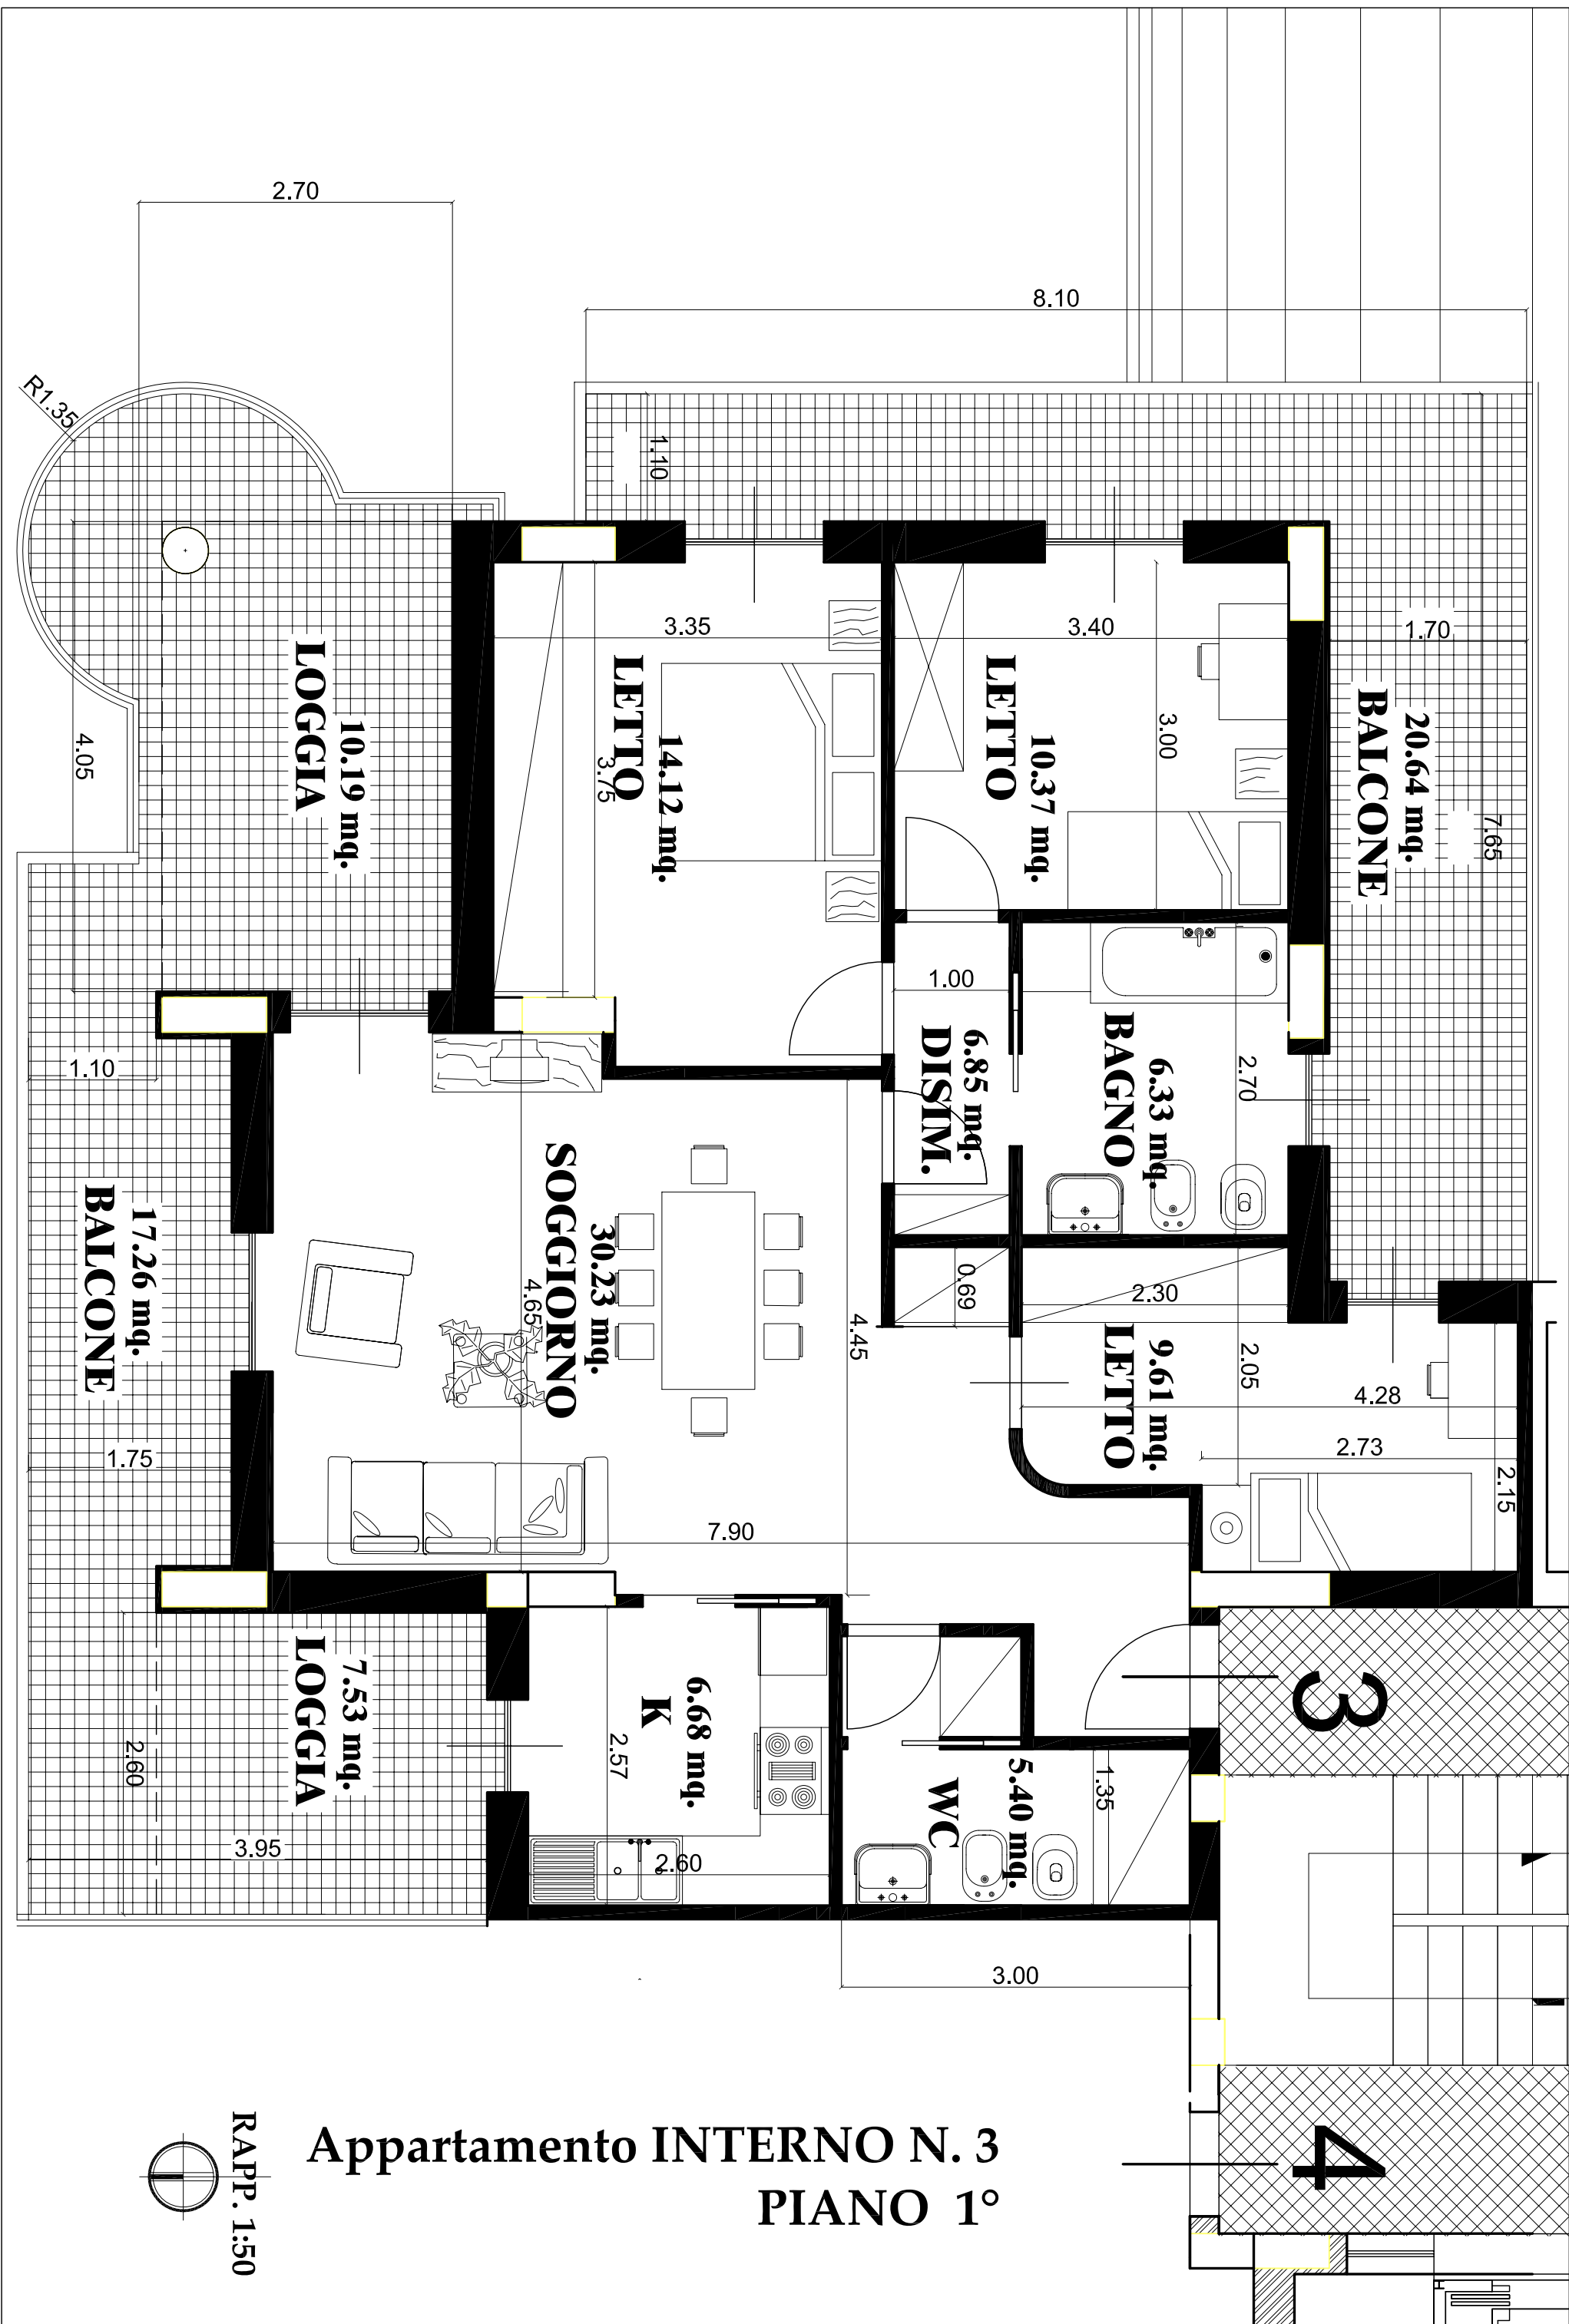 2.70
8.10
R1.35
1.10
1.70
7.65
20.64 mq.
BALCONE
3.35
3.40
3.00
10.37 mq.
LETTO
14.12 mq.
LETTO
3.75
10.19 mq.
LOGGIA
4.05
1.00
6.85 mq.
DISIM.
6.33 mq.
BAGNO
2.70
1.10
17.26 mq.
BALCONE
1.75
30.23 mq.
SOGGIORNO
4.65
4.45
0.69
2.30
9.61 mq.
LETTO
2.05
4.28
2.73
2.15
7.90
7.53 mq.
LOGGIA
2.60
3.95
6.68 mq.
K
2.57
2.60
5.40 mq.
WC
1.35
3
3.00
4
Appartamento INTERNO N. 3
PIANO 1°
RAPP. 1:50